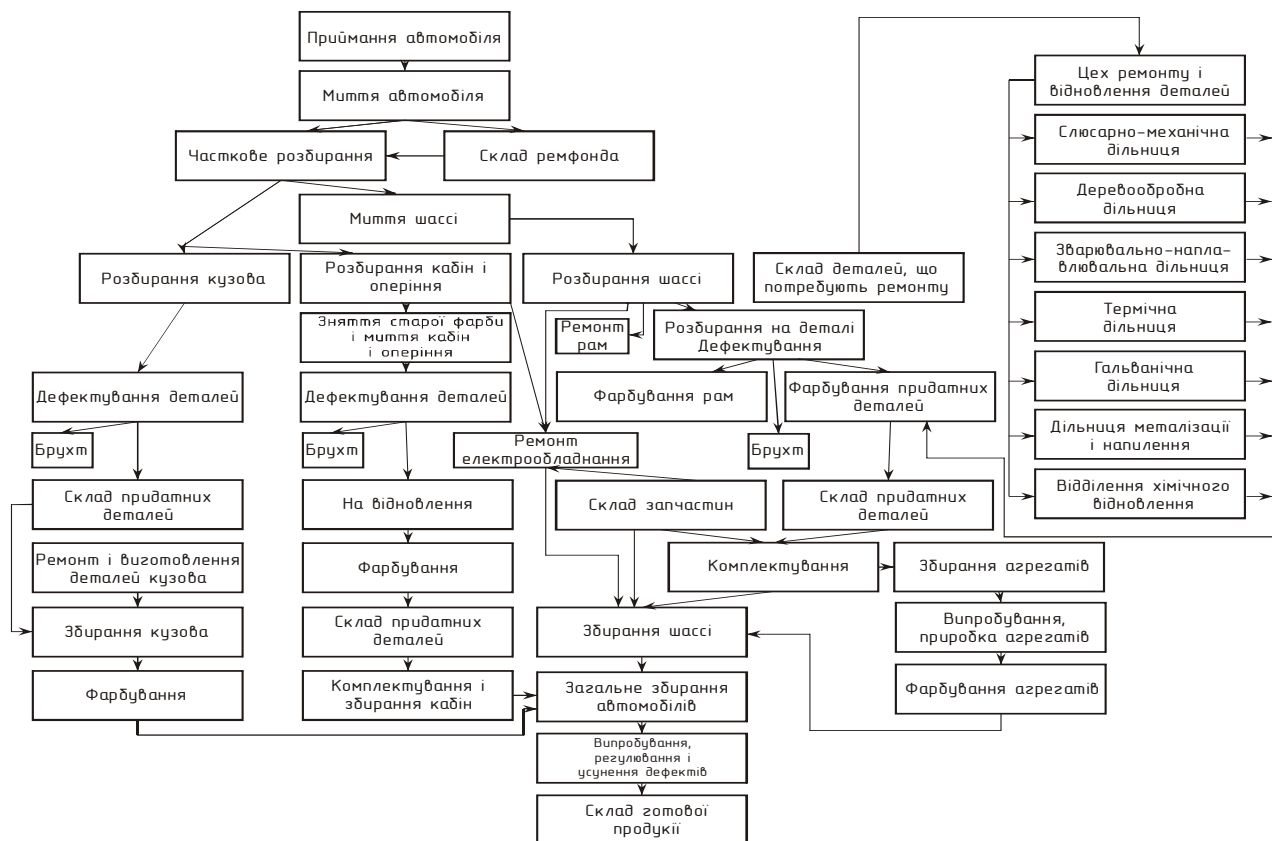 Приймання автомобіля
Миття автомобіля
Часткове розбирання
Склад ремфонда
Миття шассі
Розбирання кузова
Розбирання кабін і
оперіння
Розбирання шассі
Склад деталей, що
потребують ремонту
Цех ремонту і
відновлення деталей
Слюсарно-механічна
дільниця
Деревообробна
дільниця
Зварювально-напла-
влювальна дільниця
Термічна
дільниця
Гальванічна
дільниця
Дільниця металізації
і напилення
Відділення хімічного
відновлення
Зняття старої фарби
і миття кабін
і оперіння
Ремонт
рам
Розбирання на деталі
Дефектування
Дефектування деталей
Дефектування деталей
Фарбування рам
Фарбування придатних
деталей
Брухт
Брухт
Ремонт
електрообладнання
Брухт
Склад придатних
деталей
На відновлення
Склад запчастин
Склад придатних
деталей
Ремонт і виготовлення
деталей кузова
Фарбування
Комплектування
Збирання агрегатів
Збирання кузова
Склад придатних
деталей
Збирання шассі
Випробування,
приробка агрегатів
Фарбування
Комплектування і
збирання кабін
Загальне збирання
автомобілів
Фарбування агрегатів
Випробування,
регулювання і
усунення дефектів
Склад готової
продукії